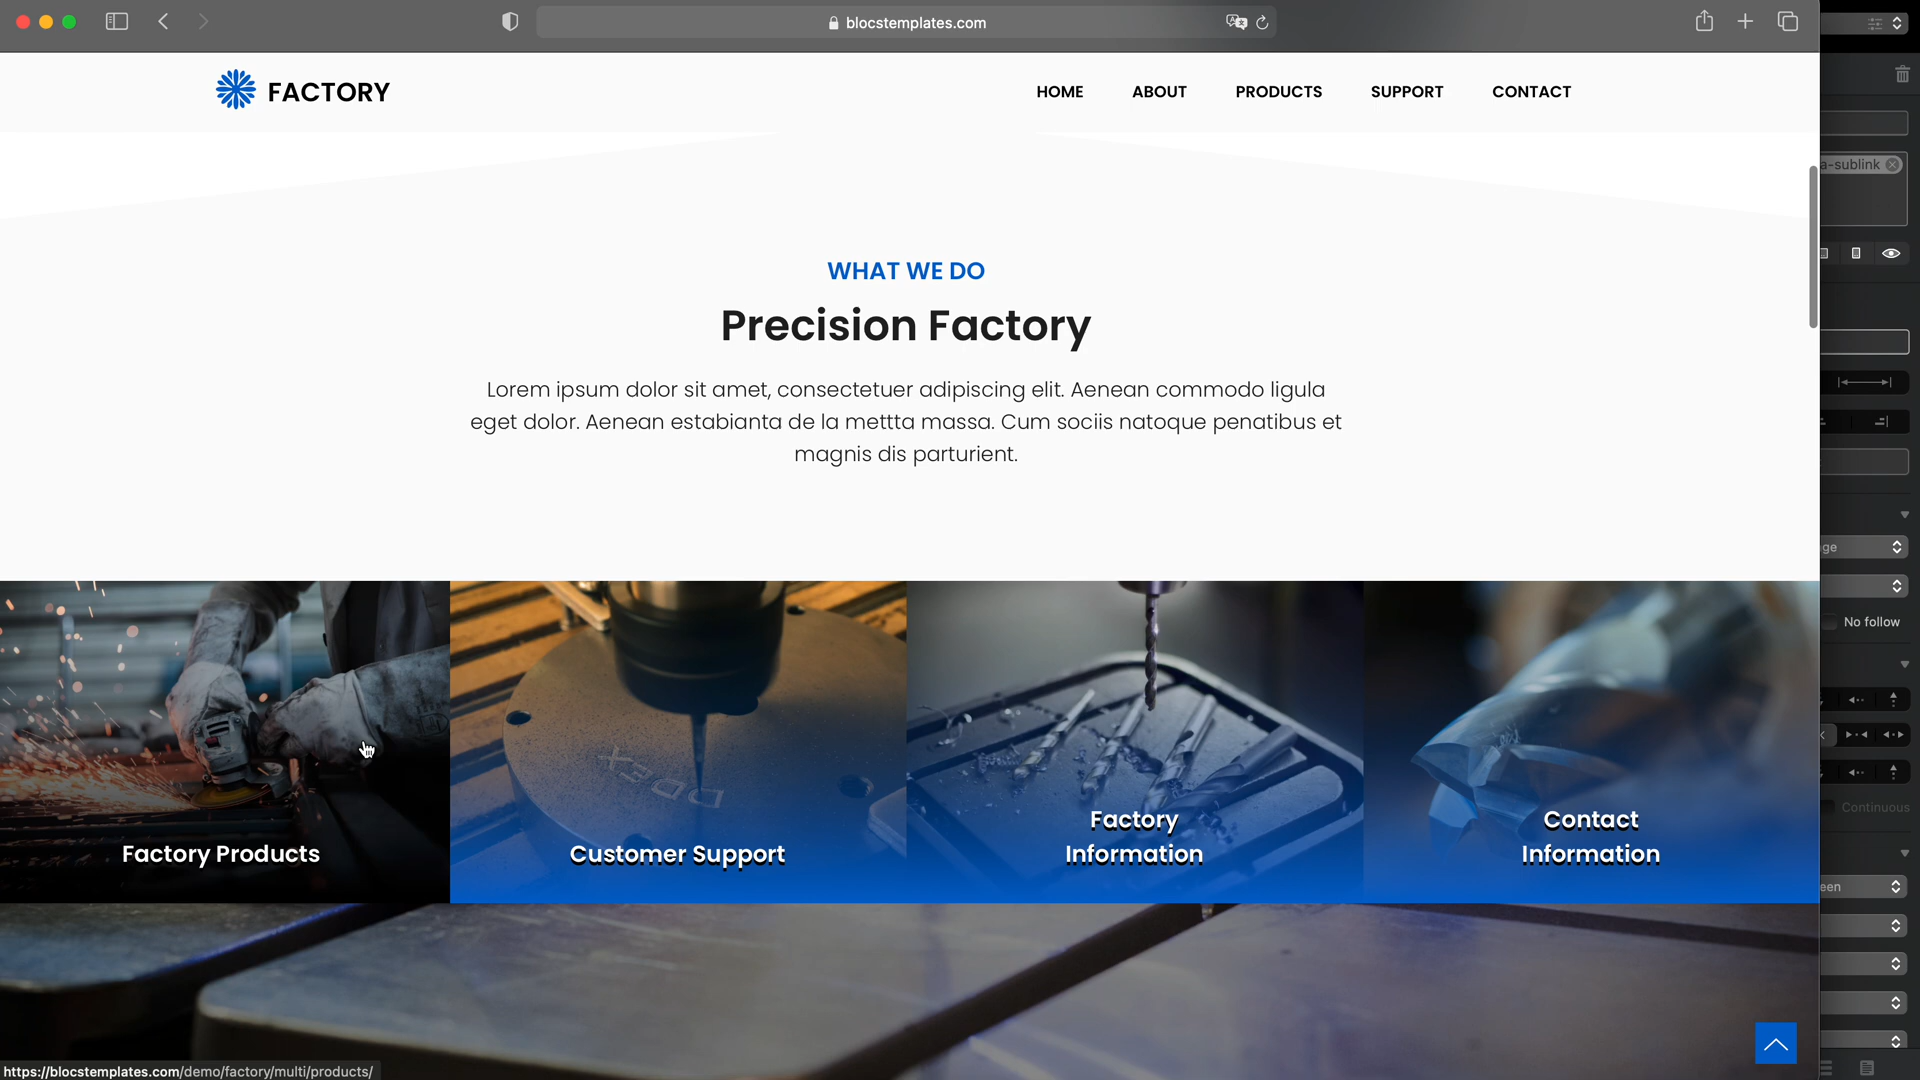 blocstemplates.com
FACTORY
HOME
ABOUT
PRODUCTS
SUPPORT
CONTACT
a-sublink
WHAT WE DO
Precision Factory
Lorem ipsum dolor sit amet, consectetuer adipiscing elit. Aenean commodo ligula
eget dolor. Aenean estabianta de la mettta massa. Cum sociis natoque penatibus et
magnis dis parturient.
No follow
Factory Products
Customer Support
Factory
Information
Contact
Information
Continuous
https://blocstemplates.com/demo/factory/multi/products/